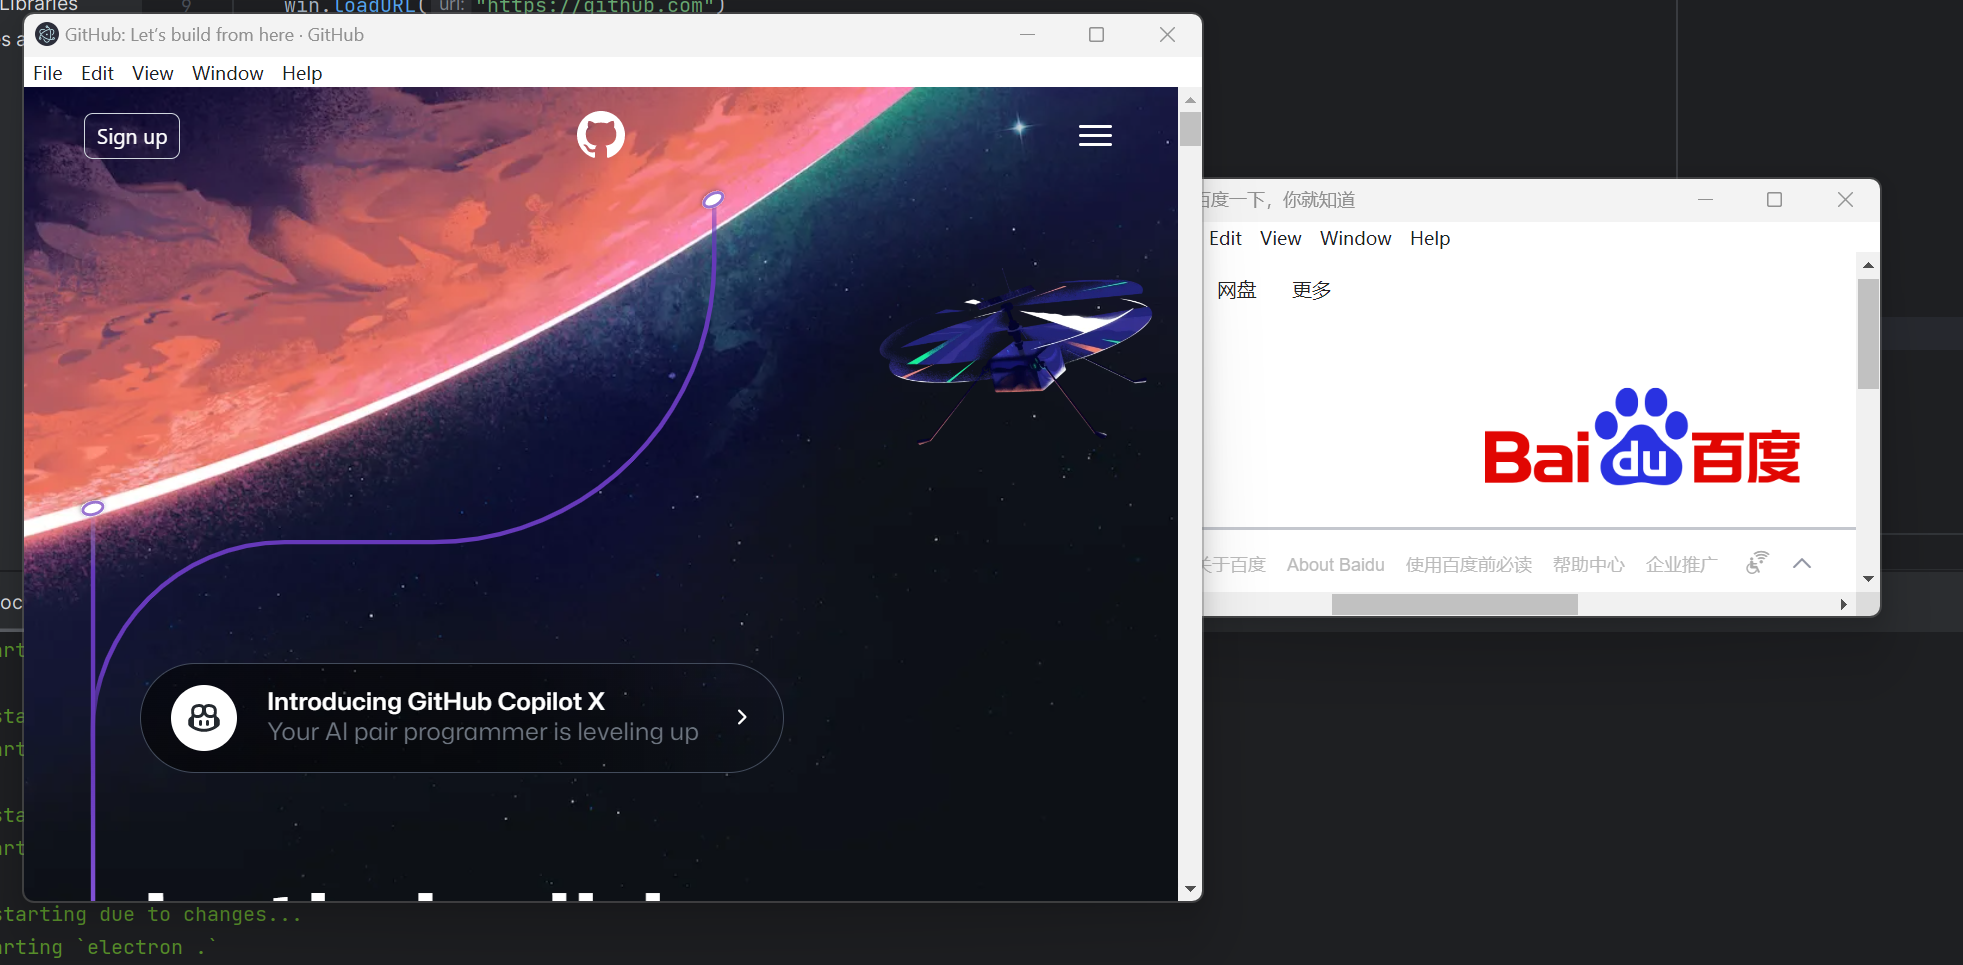 Libraries
9
win.loadURL( url: "https://github.com")
GitHub: Let's build from here · GitHub
File Edit View Window Help
Sign up
百度一下，你就知道
Edit View Window Help
网盘 更多
Bai du 百度
关于百度 About Baidu 使用百度前必读 帮助中心 企业推广
Introducing GitHub Copilot X
Your AI pair programmer is leveling up
starting due to changes...
arting `electron .`